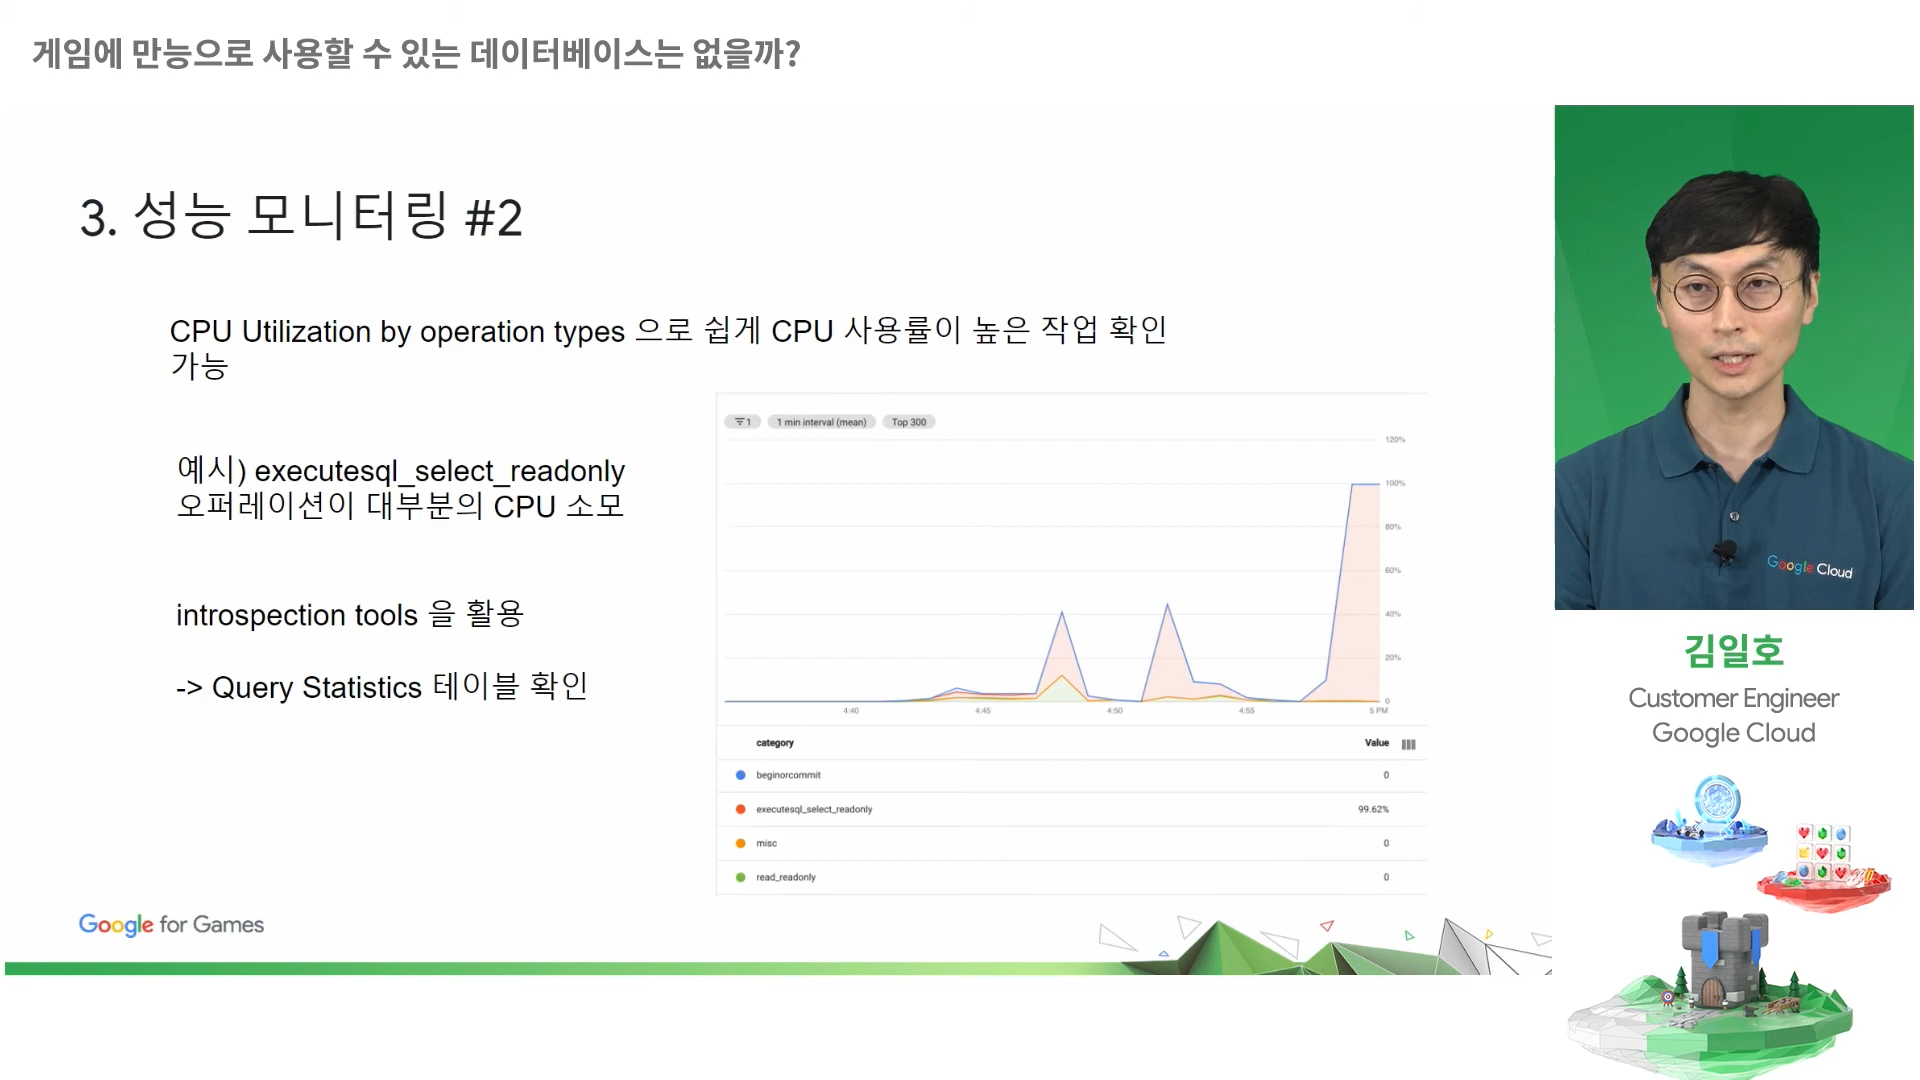 게임에 만능으로 사용할 수 있는 데이터베이스는 없을까?
3. 성능 모니터링 #2
CPU Utilization by operation types 으로 쉽게 CPU 사용률이 높은 작업 확인
가능
예시) executesql_select_readonly
오퍼레이션이 대부분의 CPU 소모
introspection tools 을 활용
-> Query Statistics 테이블 확인
1
1 min interval (mean)
Top 300
120%
100%
80%
60%
40%
20%
0
4:40
4:45
4:50
4:55
5 PM
category Value
beginorcommit 0
executesql_select_readonly 99.62%
misc 0
read_readonly 0
Google for Games
Google Cloud
김일호
Customer Engineer
Google Cloud